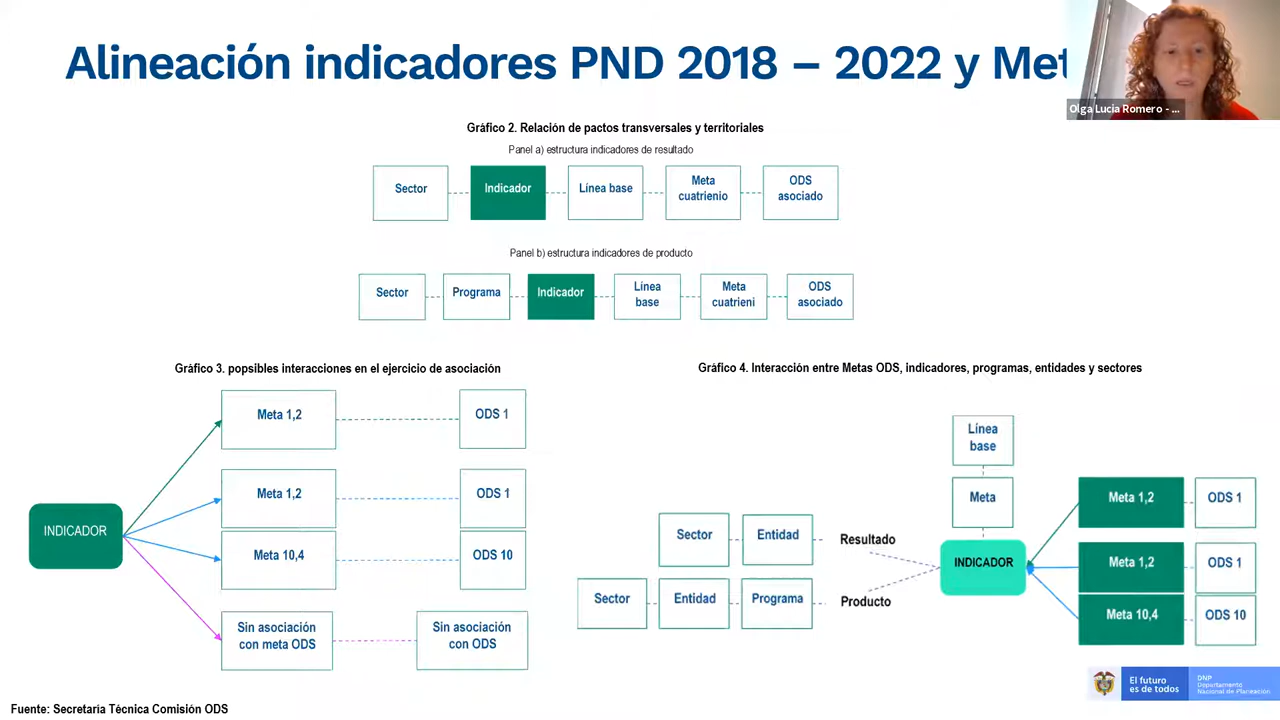 Alineación indicadores PND 2018 – 2022 y Met
Olga Lucia Romero - ...
Gráfico 2. Relación de pactos transversales y territoriales
Panel a) estructura indicadores de resultado
Sector
Indicador
Línea base
Meta
cuatrienio
ODS
asociado
Panel b) estructura indicadores de producto
Sector
Programa
Indicador
Línea
base
Meta
cuatrieni
ODS
asociado
Gráfico 3. popsibles interacciones en el ejercicio de asociación
INDICADOR
Meta 1,2
ODS 1
Meta 1,2
ODS 1
Meta 10,4
ODS 10
Sin asociación
con meta ODS
Sin asociación
con ODS
Gráfico 4. Interacción entre Metas ODS, indicadores, programas, entidades y sectores
Línea
base
Meta
Sector
Entidad
Resultado
Sector
Entidad
Programa
Producto
INDICADOR
Meta 1,2
ODS 1
Meta 1,2
ODS 1
Meta 10,4
ODS 10
El futuro
es de todos
DNP
Departamento
Nacional de Planeación
Fuente: Secretaría Técnica Comisión ODS